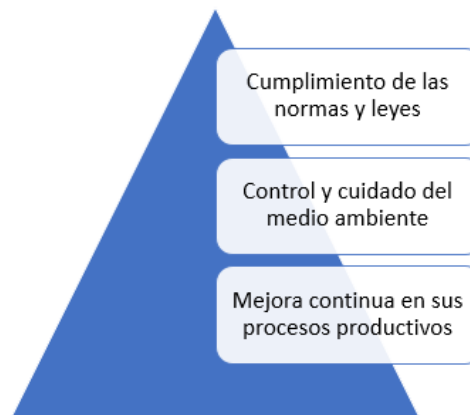 Cumplimiento de las
normas y leyes
Control y cuidado del
medio ambiente
Mejora continua en sus
procesos productivos